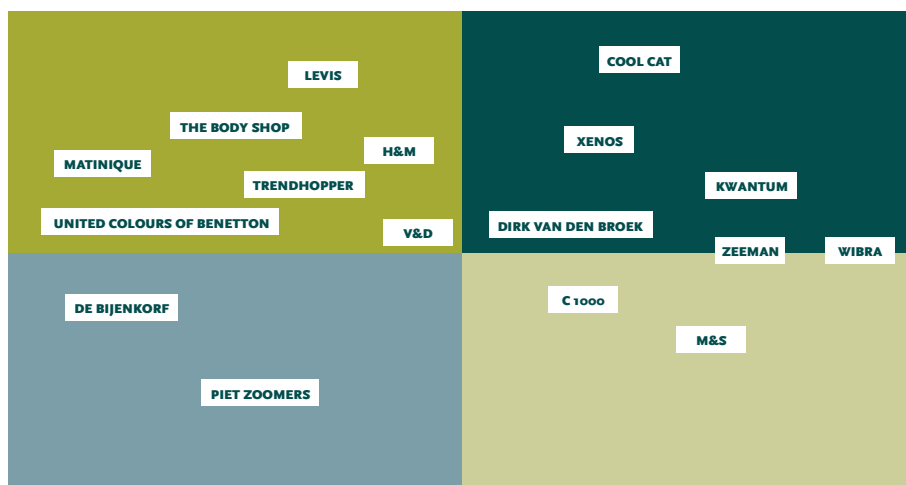 COOL CAT
LEVIS
THE BODY SHOP
XENOS
H&M
MATINIQUE
TRENDHOPPER
KWANTUM
UNITED COLOURS OF BENETTON
DIRK VAN DEN BROEK
V&D
ZEEMAN
WIBRA
C 1000
DE BIJENKORF
M&S
PIET ZOOMERS